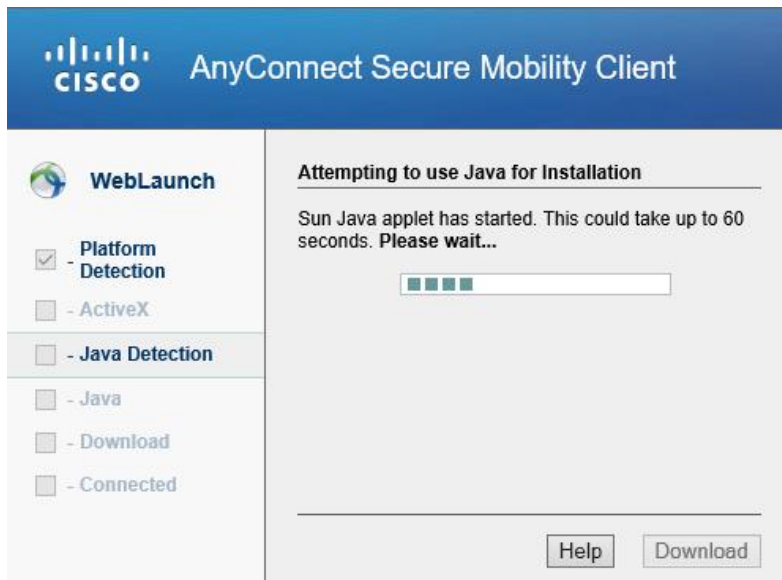 CISCO
AnyConnect Secure Mobility Client
WebLaunch
- Platform
Detection
- ActiveX
- Java Detection
- Java
- Download
- Connected
Attempting to use Java for Installation
Sun Java applet has started. This could take up to 60
seconds. Please wait...
Help
Download